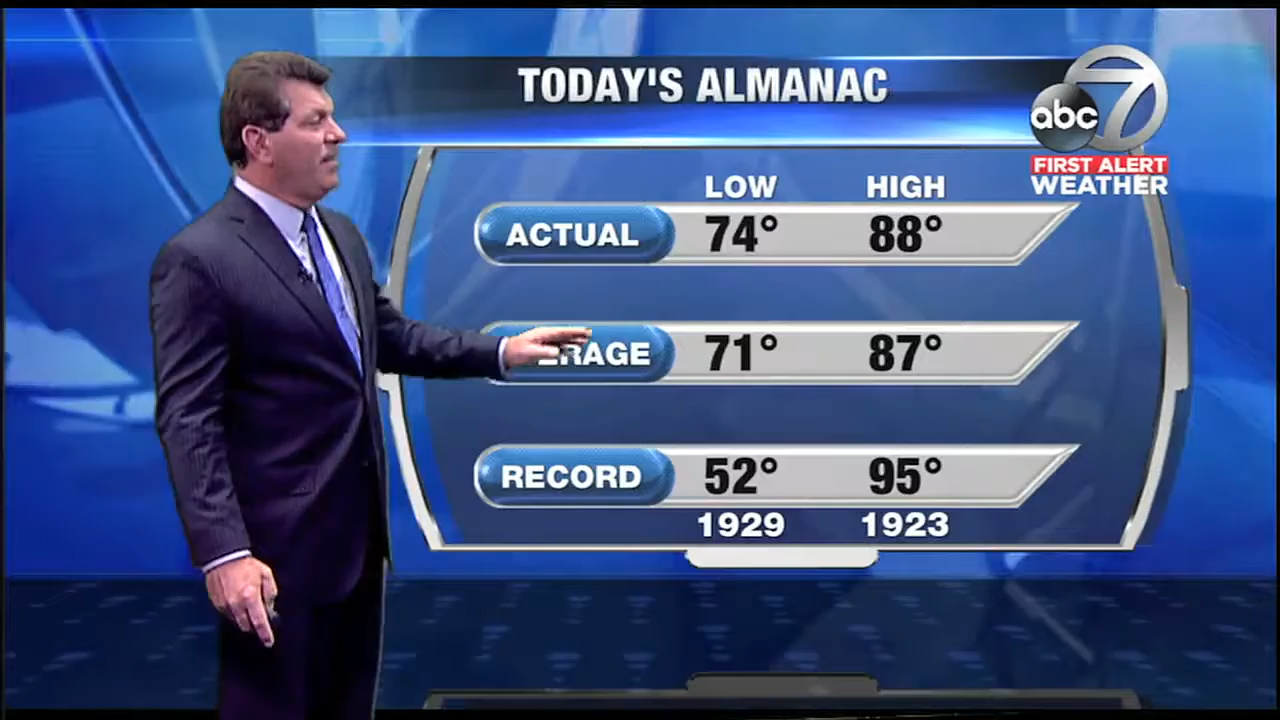 TODAY'S ALMANAC
abc 7
FIRST ALERT
WEATHER
LOW HIGH
ACTUAL 74° 88°
ERAGE 71° 87°
RECORD 52° 95°
1929 1923